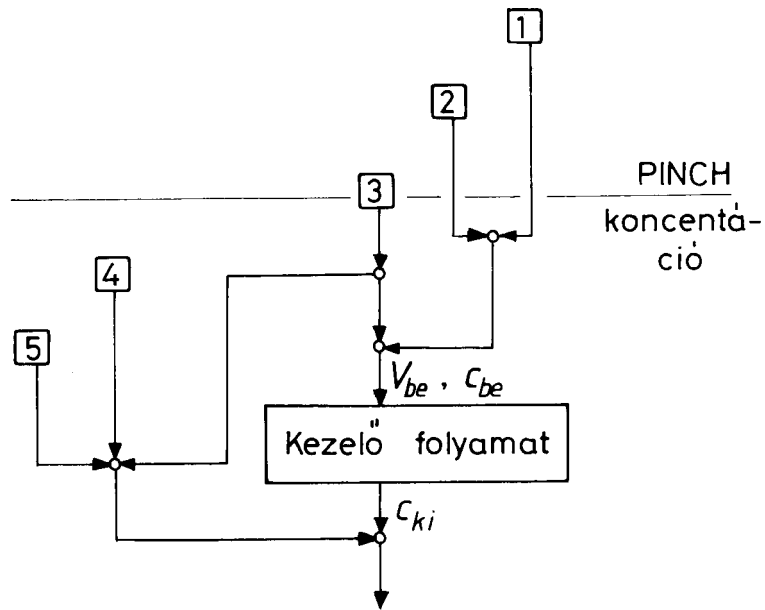 1
2
3
PINCH
koncentá-
ció
4
5
V_be , c_be
Kezelő folyamat
c_ki